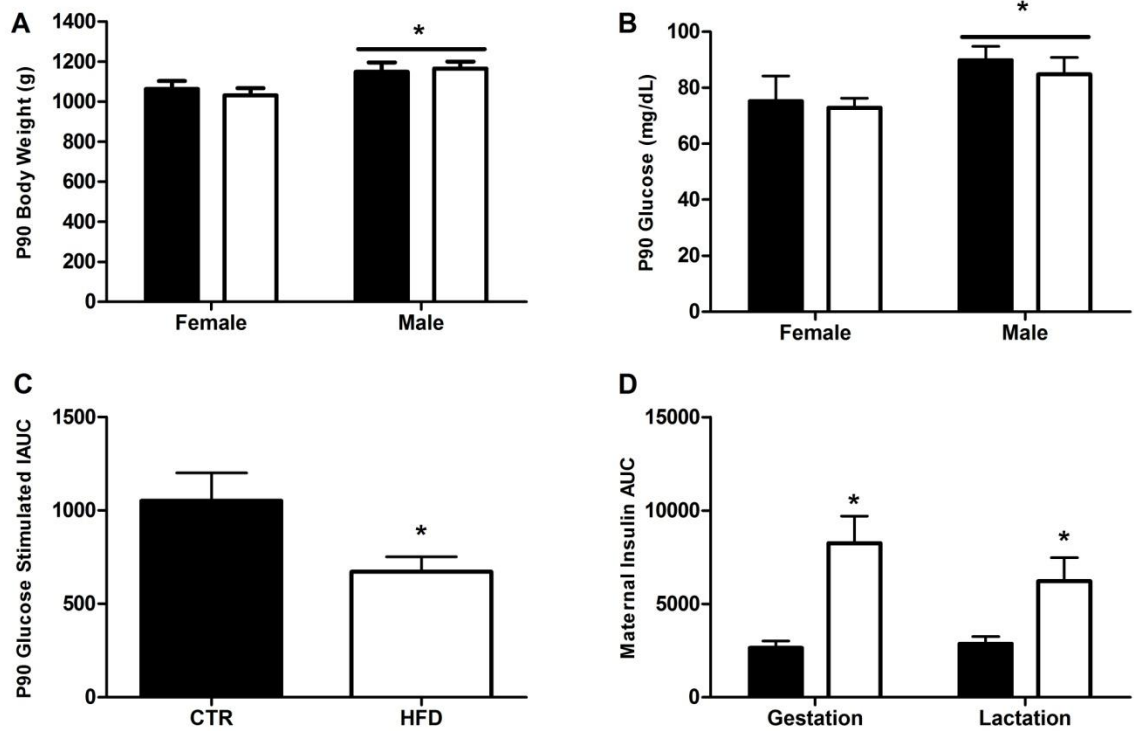 A
P90 Body Weight (g)
1400
1200
1000
800
600
400
200
0
*
Female
Male
B
P90 Glucose (mg/dL)
100
80
60
40
20
0
*
Female
Male
C
P90 Glucose Stimulated IAUC
1500
1000
500
0
*
CTR
HFD
D
Maternal Insulin AUC
15000
10000
5000
0
*
*
Gestation
Lactation